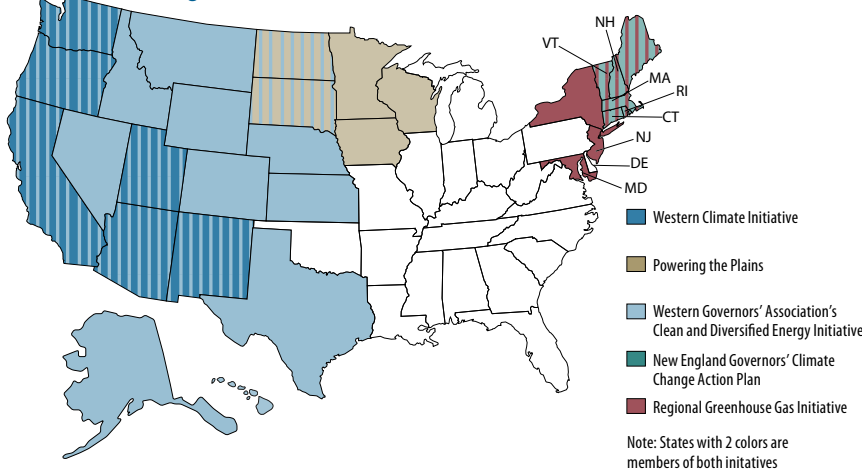 NH
VT
MA
RI
CT
NJ
DE
MD
Western Climate Initiative
Powering the Plains
Western Governors’ Association’s
Clean and Diversified Energy Initiative
New England Governors’ Climate
Change Action Plan
Regional Greenhouse Gas Initiative
Note: States with 2 colors are
members of both initatives